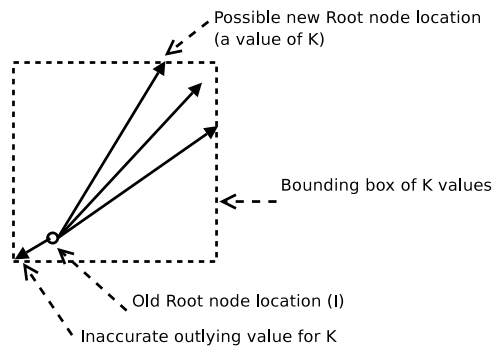 Possible new Root node location
(a value of K)
Bounding box of K values
Old Root node location (I)
Inaccurate outlying value for K